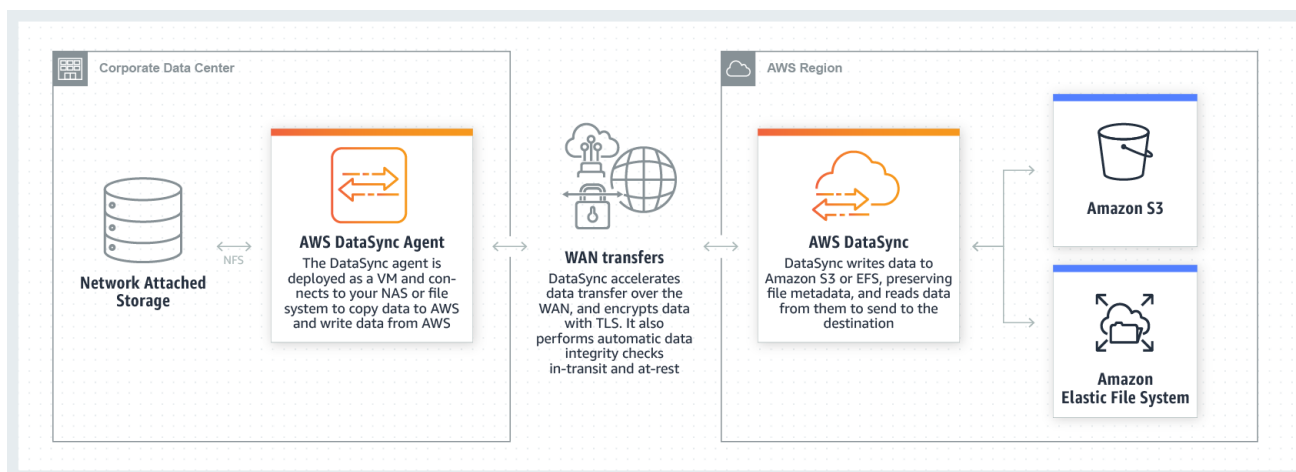 Corporate Data Center
Network Attached
Storage
NFS
AWS DataSync Agent
The DataSync agent is
deployed as a VM and con-
nects to your NAS or file
system to copy data to AWS
and write data from AWS
WAN transfers
DataSync accelerates
data transfer over the
WAN, and encrypts data
with TLS. It also
performs automatic data
integrity checks
in-transit and at-rest
AWS Region
AWS DataSync
DataSync writes data to
Amazon S3 or EFS, preserving
file metadata, and reads data
from them to send to the
destination
Amazon S3
Amazon
Elastic File System